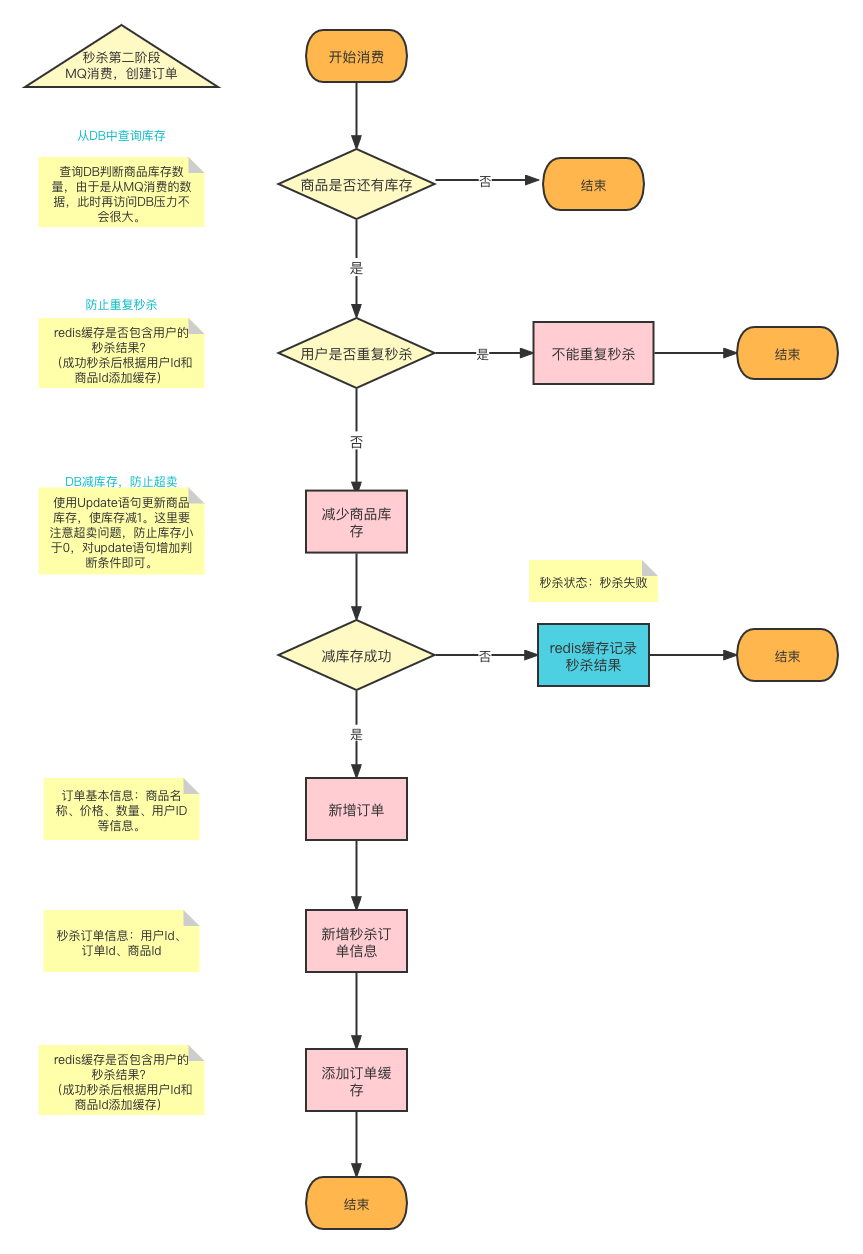 秒杀第二阶段
MQ消费，创建订单
开始消费
从DB中查询库存
查询DB判断商品库存数
量，由于是从MQ消费的数
据，此时再访问DB压力不
会很大。
商品是否还有库存
否
结束
是
防止重复秒杀
redis缓存是否包含用户的
秒杀结果？
（成功秒杀后根据用户Id和
商品Id添加缓存）
用户是否重复秒杀
是
不能重复秒杀
结束
否
DB减库存，防止超卖
使用Update语句更新商品
库存，使库存减1。这里要
注意超卖问题，防止库存小
于0，对update语句增加判
断条件即可。
减少商品库
存
秒杀状态：秒杀失败
减库存成功
否
redis缓存记录
秒杀结果
结束
是
订单基本信息：商品名
称、价格、数量、用户ID
等信息。
新增订单
秒杀订单信息：用户Id、
订单Id、商品Id
新增秒杀订
单信息
redis缓存是否包含用户的
秒杀结果？
（成功秒杀后根据用户Id和
商品Id添加缓存）
添加订单缓
存
结束